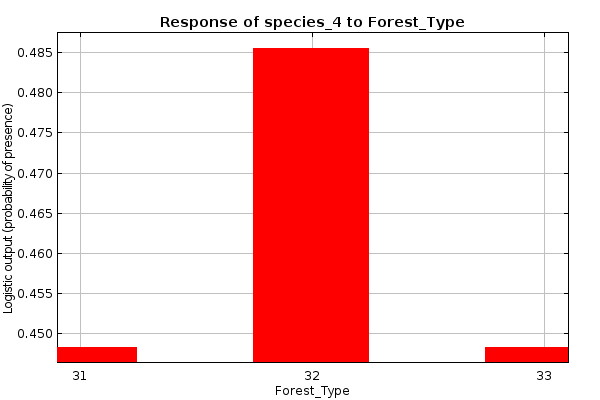 Response of species_4 to Forest_Type
Logistic output (probability of presence)
0.485
0.480
0.475
0.470
0.465
0.460
0.455
0.450
31 32 33
Forest_Type